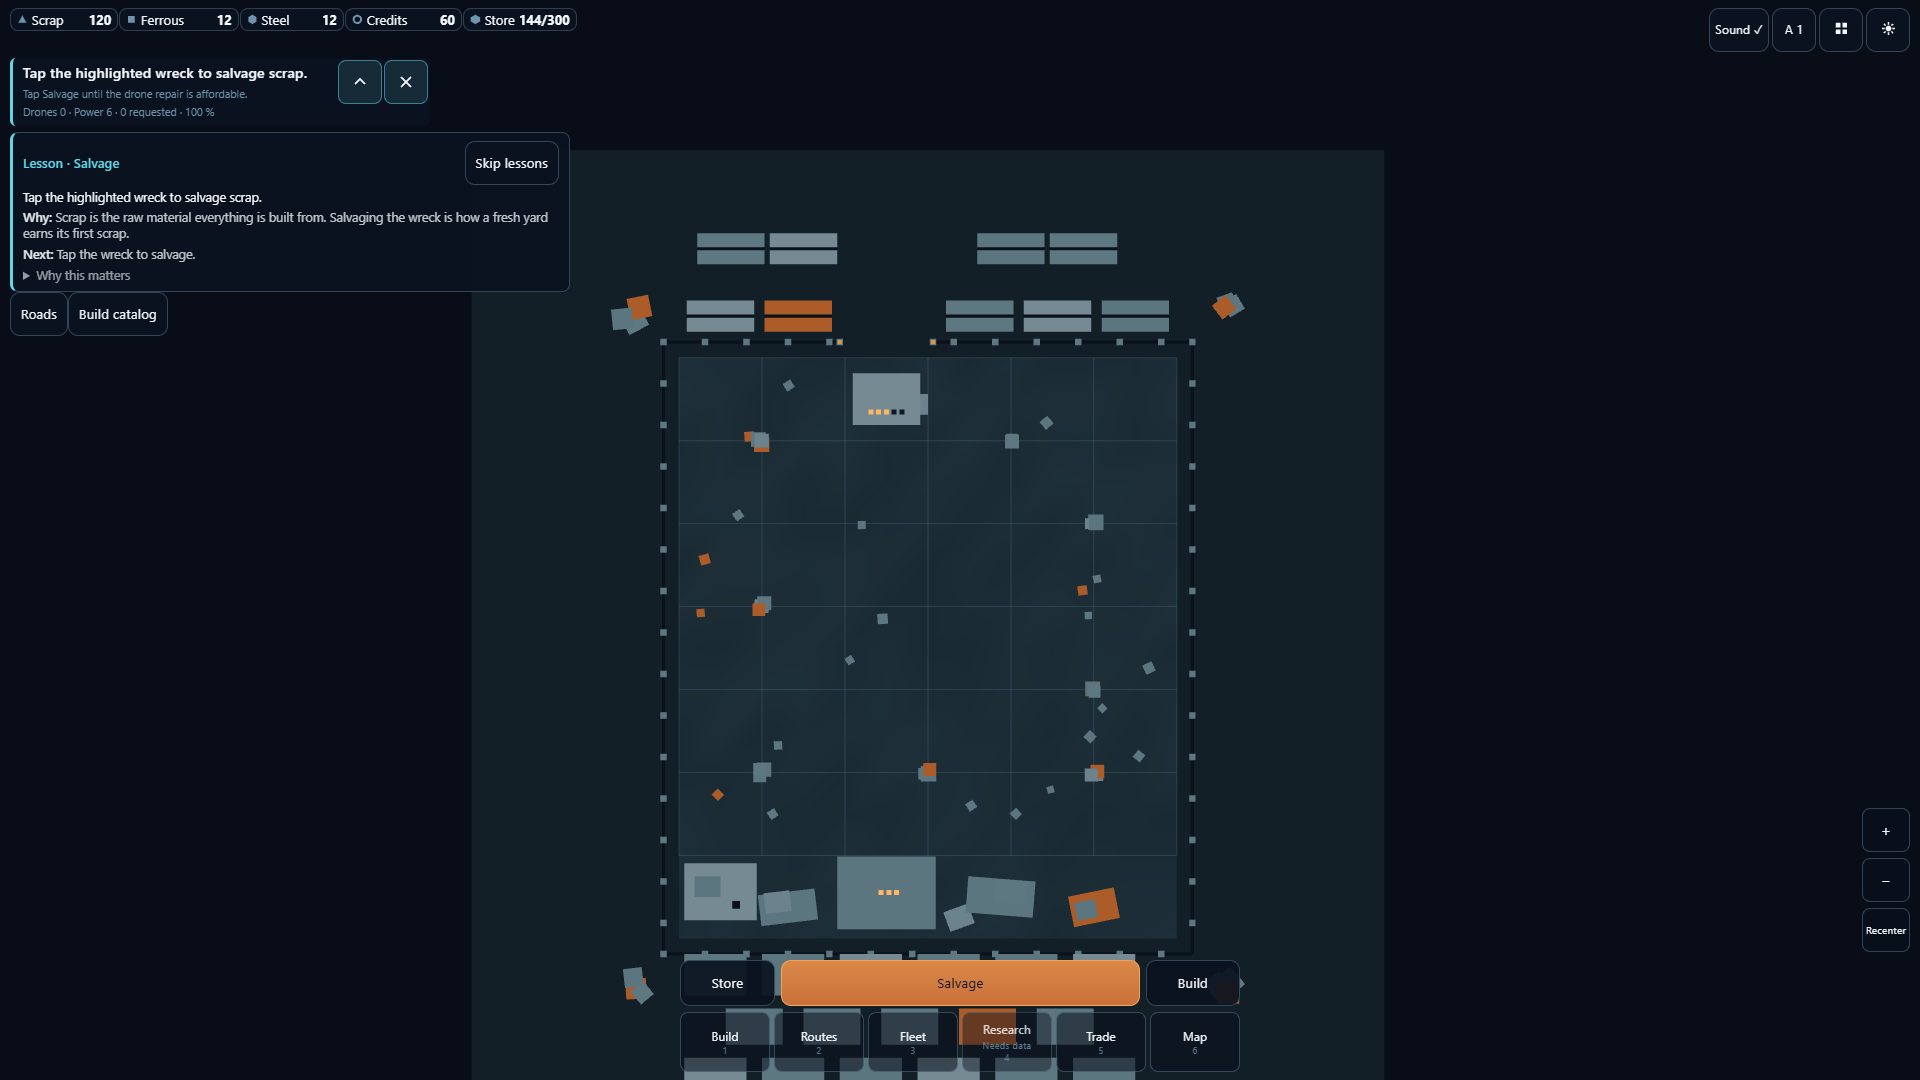 Scrap 120
Ferrous 12
Steel 12
Credits 60
Store 144/300
Sound ✓
A 1
Tap the highlighted wreck to salvage scrap.
Tap Salvage until the drone repair is affordable.
Drones 0 · Power 6 · 0 requested · 100 %
Lesson · Salvage
Skip lessons
Tap the highlighted wreck to salvage scrap.
Why: Scrap is the raw material everything is built from. Salvaging the wreck is how a fresh yard
earns its first scrap.
Next: Tap the wreck to salvage.
Why this matters
Roads
Build catalog
+
−
Recenter
Store
Salvage
Build
Build
1
Routes
2
Fleet
3
Research
Needs data
4
Trade
5
Map
6